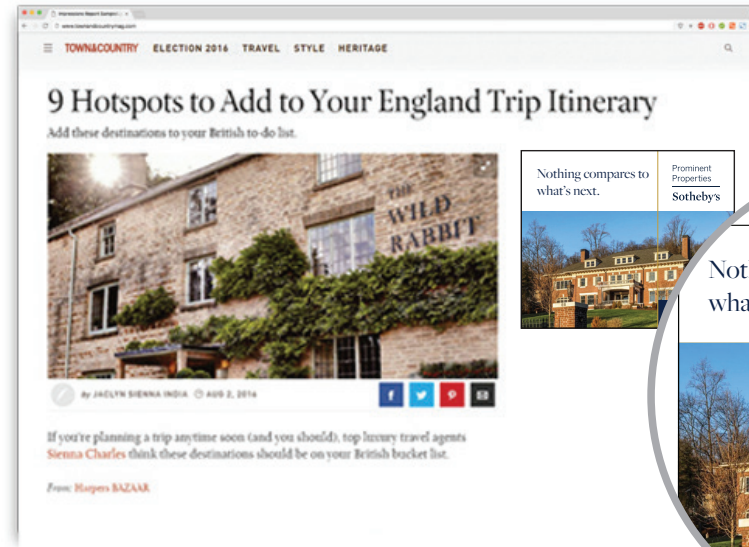 www.townandcountrymag.com
TOWN&COUNTRY ELECTION 2016 TRAVEL STYLE HERITAGE
9 Hotspots to Add to Your England Trip Itinerary
Add these destinations to your British to-do list.
THE
WILD
RABBIT
by JACLYN SIENNA INDIA AUG 2, 2016
If you're planning a trip anytime soon (and you should), top luxury travel agents
Sienna Charles think these destinations should be on your British bucket list.
From: Harpers BAZAAR
Nothing compares to
what's next.
Prominent
Properties
Sotheby's
Not
wha